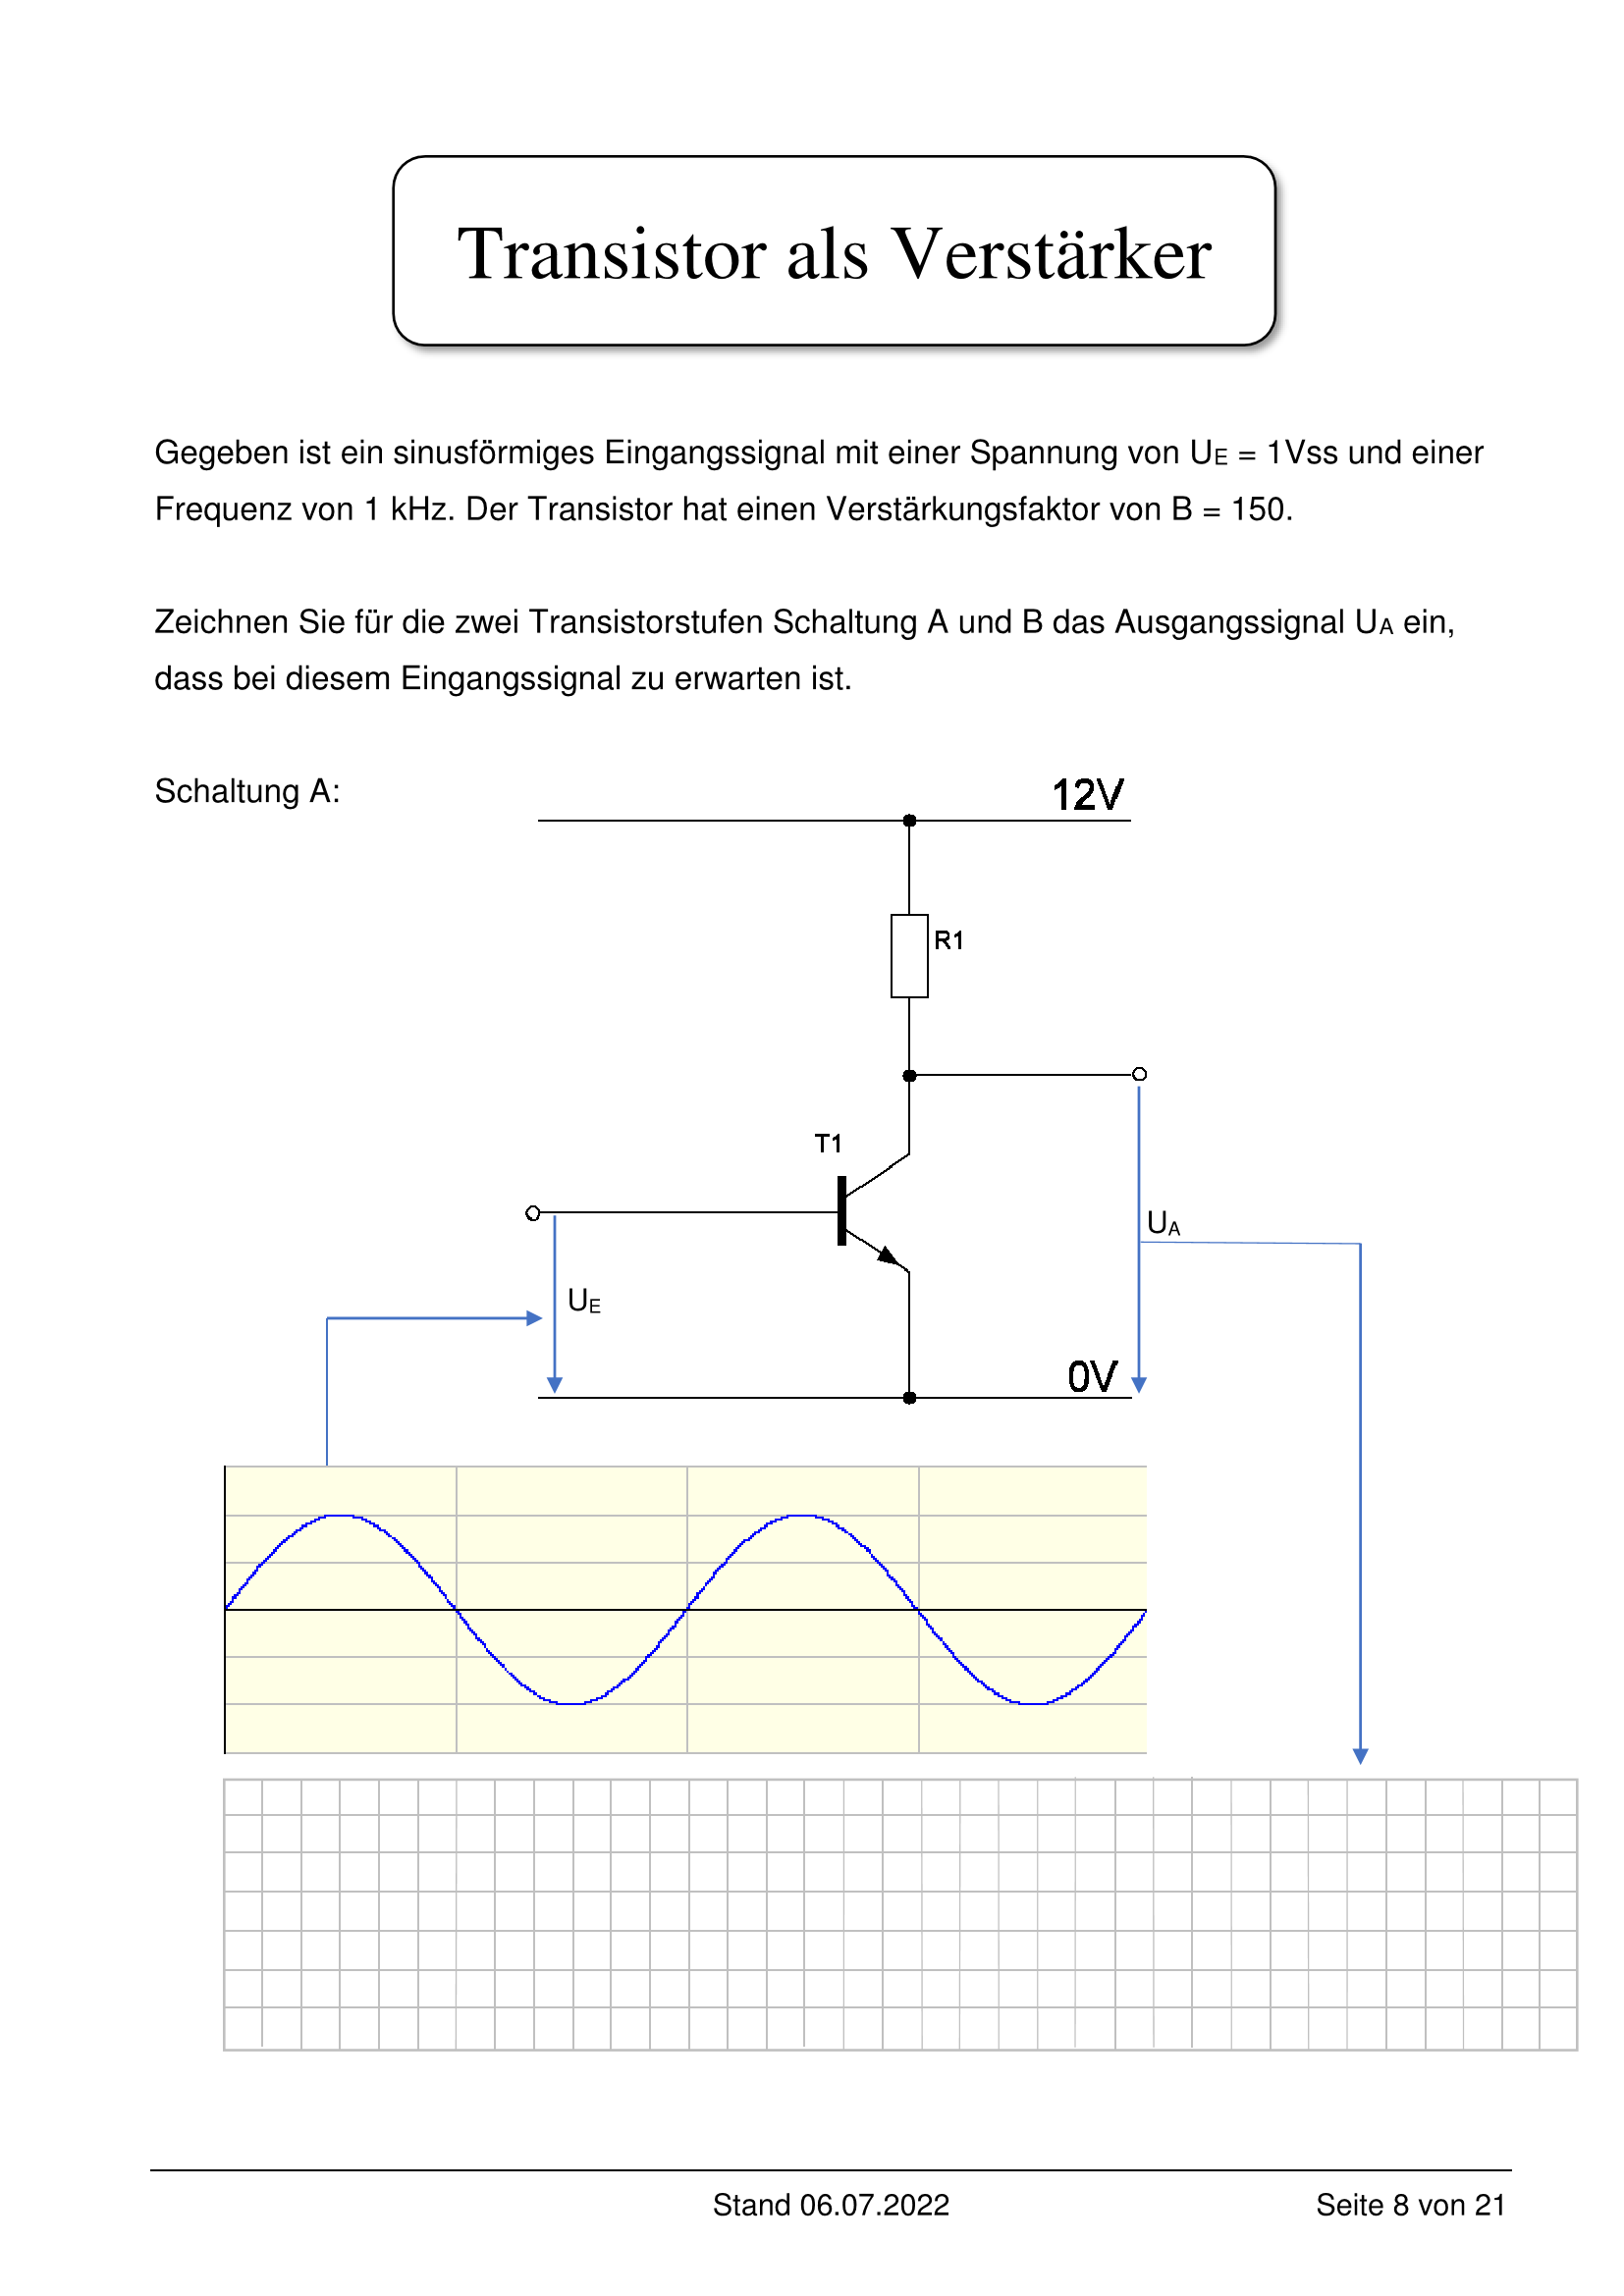 Transistor als Verstärker
Gegeben ist ein sinusförmiges Eingangssignal mit einer Spannung von UE = 1Vss und einer
Frequenz von 1 kHz. Der Transistor hat einen Verstärkungsfaktor von B = 150.
Zeichnen Sie für die zwei Transistorstufen Schaltung A und B das Ausgangssignal UA ein,
dass bei diesem Eingangssignal zu erwarten ist.
Schaltung A:
12V
R1
T1
UA
UE
0V
Stand 06.07.2022
Seite 8 von 21